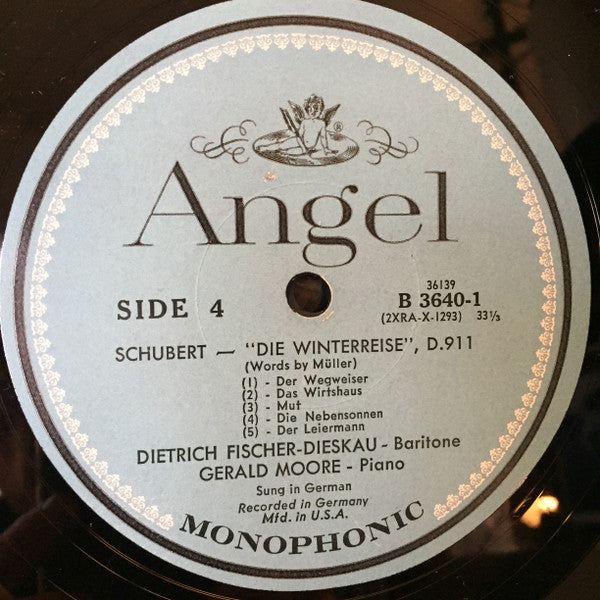 ®
Angel
36139
SIDE 4 B 3640-1
(2XRA-X-1293) 33⅓
SCHUBERT — "DIE WINTERREISE", D.911
(Words by Müller)
(1) - Der Wegweiser
(2) - Das Wirtshaus
(3) - Mut
(4) - Die Nebensonnen
(5) - Der Leiermann
DIETRICH FISCHER-DIESKAU - Baritone
GERALD MOORE - Piano
Sung in German
Recorded in Germany
Mfd. in U.S.A.
MONOPHONIC